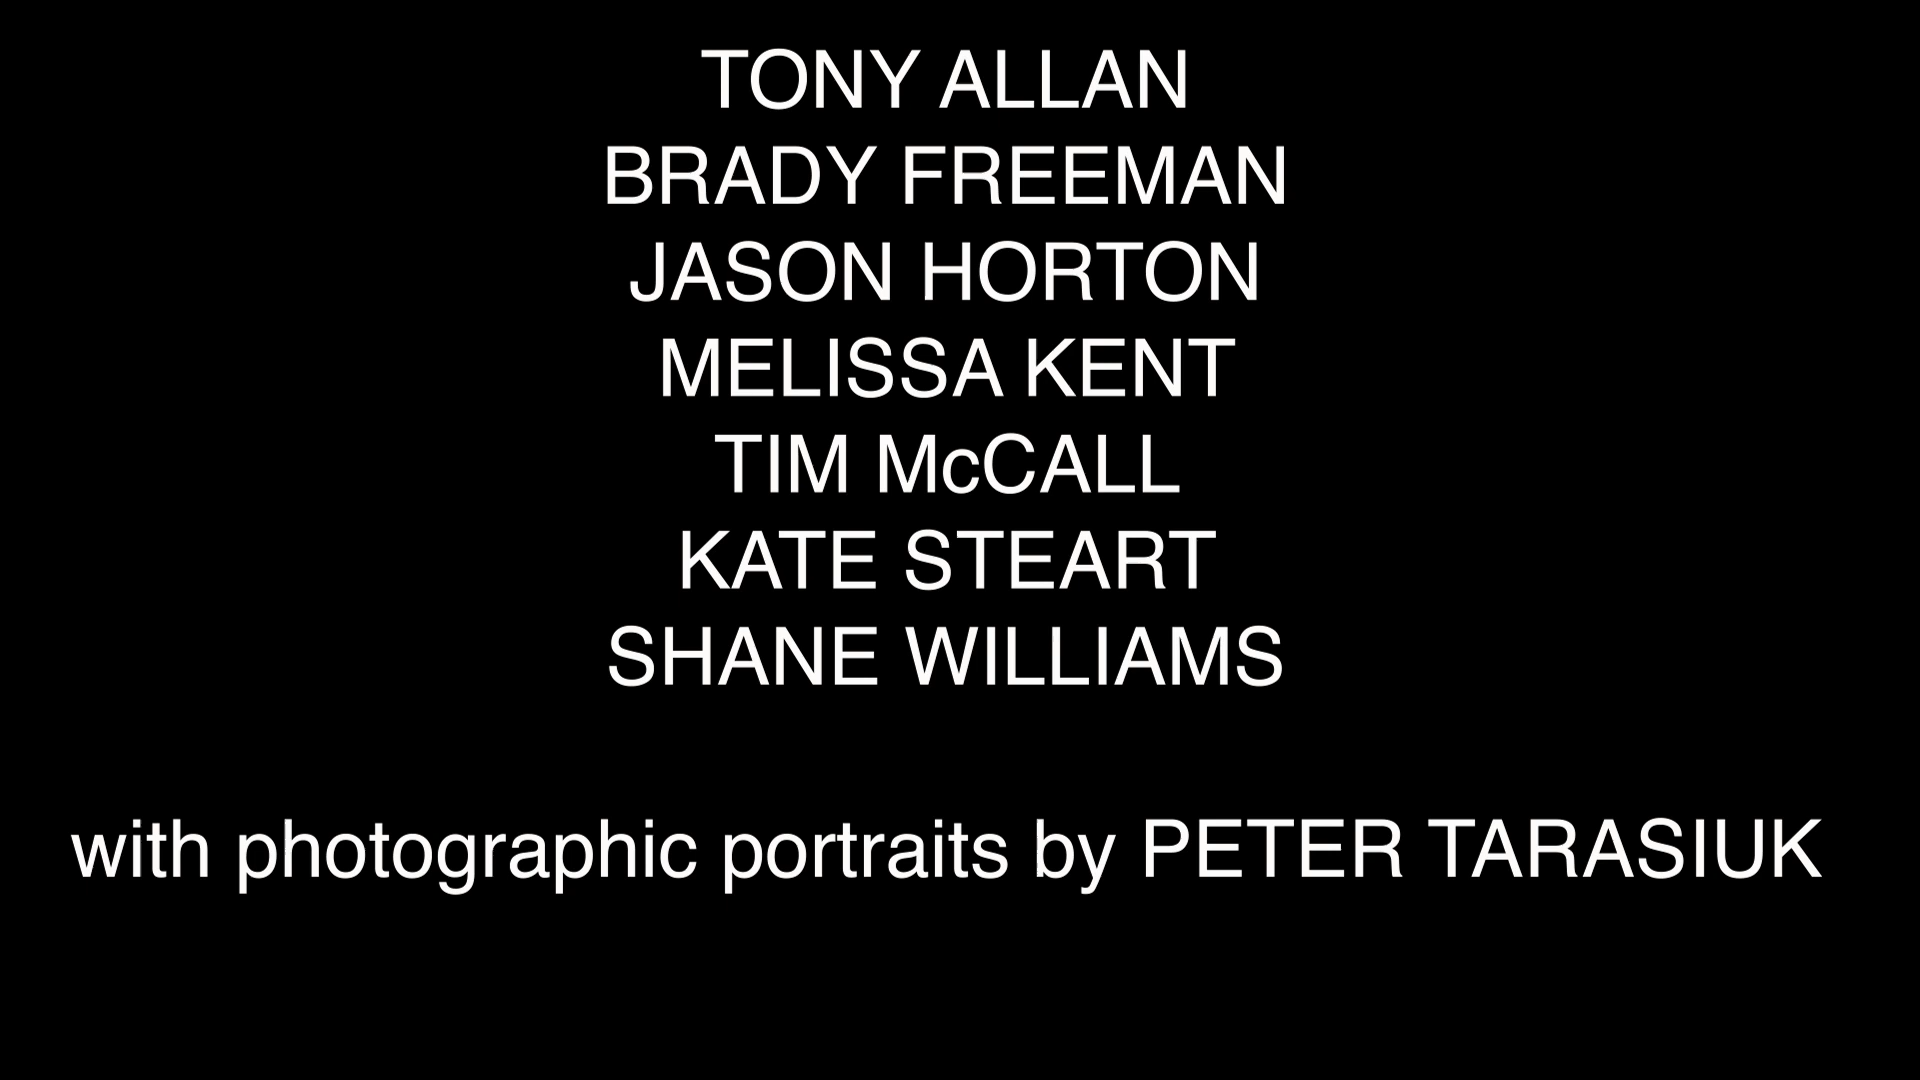 TONY ALLAN
BRADY FREEMAN
JASON HORTON
MELISSA KENT
TIM McCALL
KATE STEART
SHANE WILLIAMS
with photographic portraits by PETER TARASIUK